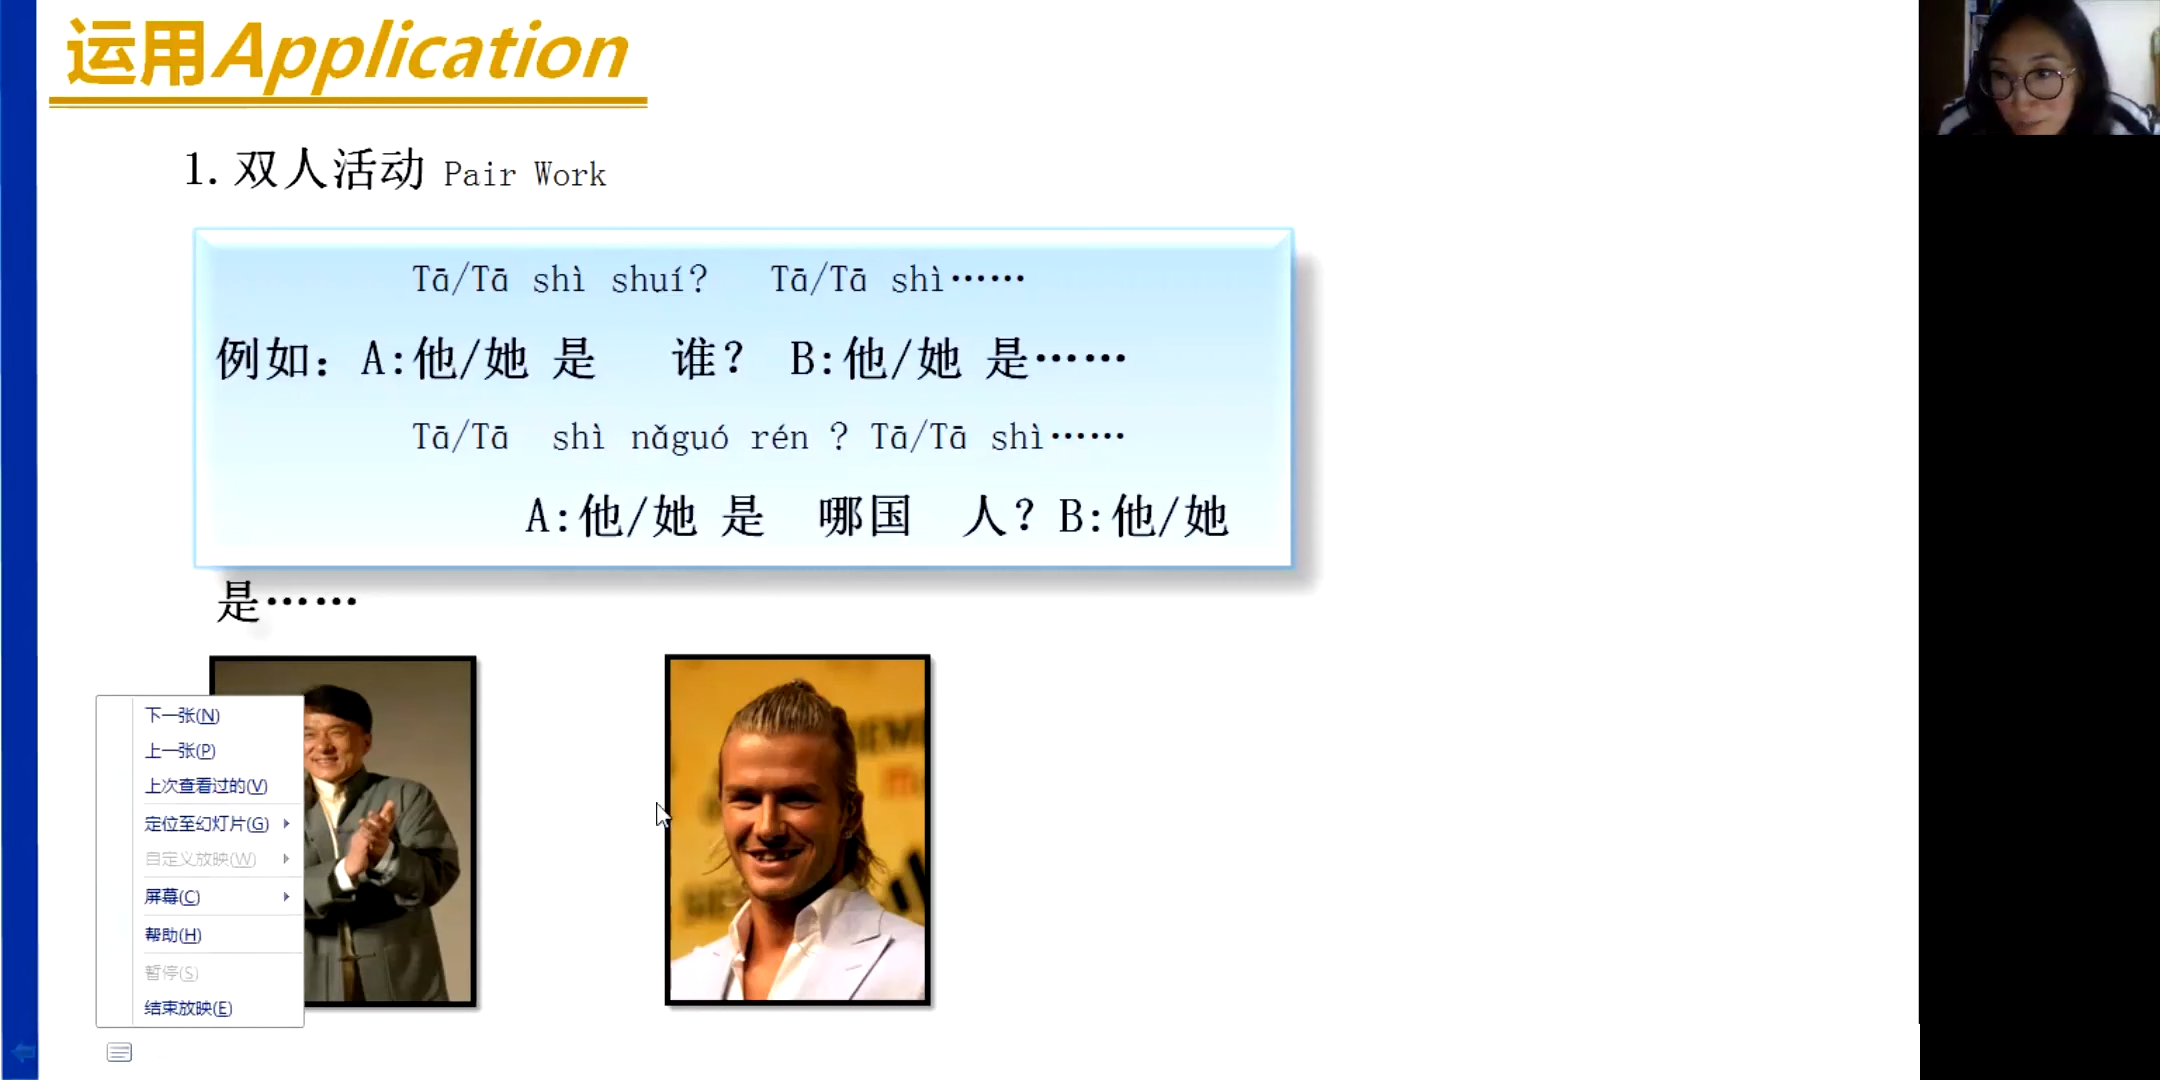 运用Application
1. 双人活动 Pair Work
Tā/Tā shì shuí? Tā/Tā shì……
例如：A:他/她 是 谁？ B:他/她 是……
Tā/Tā shì nǎguó rén ? Tā/Tā shì……
A:他/她 是 哪国 人？B:他/她
是……
下一张(N)
上一张(P)
上次查看过的(V)
定位至幻灯片(G)
自定义放映(W)
屏幕(C)
帮助(H)
暂停(S)
结束放映(E)